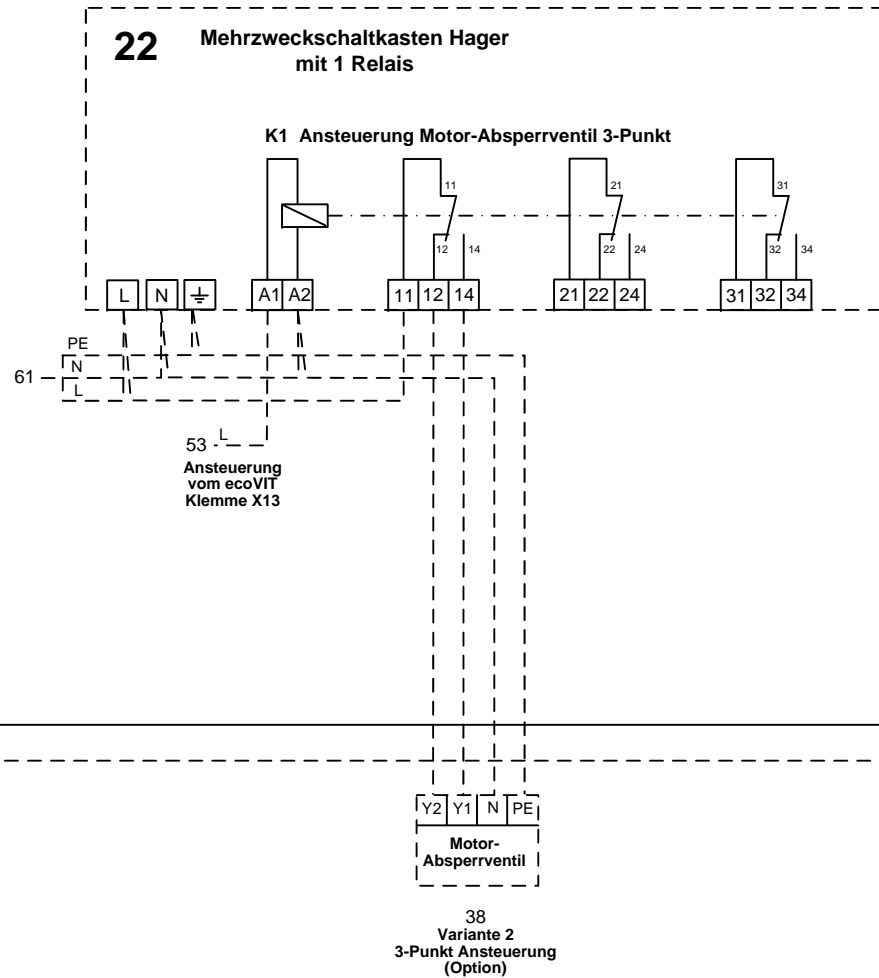 22
Mehrzweckschaltkasten Hager
mit 1 Relais
K1 Ansteuerung Motor-Absperrventil 3-Punkt
11 21 31
12 14 22 24 32 34
L N A1 A2 11 12 14 21 22 24 31 32 34
PE
61 N
L
53 L
Ansteuerung
vom ecoVIT
Klemme X13
Y2 Y1 N PE
Motor-
Absperrventil
38
Variante 2
3-Punkt Ansteuerung
(Option)